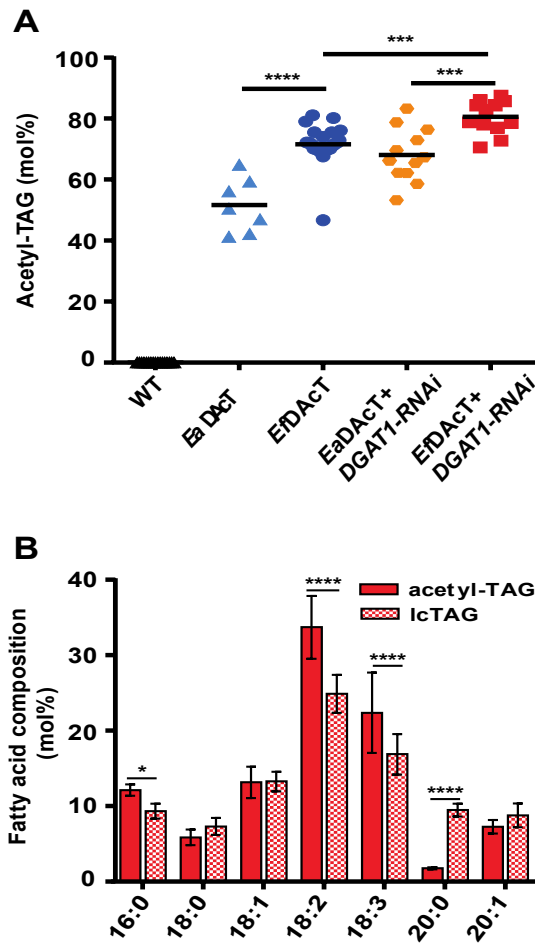 A
Acetyl-TAG (mol%)
100
80
60
40
20
0
****
***
***
WT
EaDAcT
EfDAcT
EaDAcT+
DGAT1-RNAi
EfDAcT+
DGAT1-RNAi
B
Fatty acid composition
(mol%)
40
30
20
10
0
acetyl-TAG
lcTAG
*
****
****
****
16:0
18:0
18:1
18:2
18:3
20:0
20:1